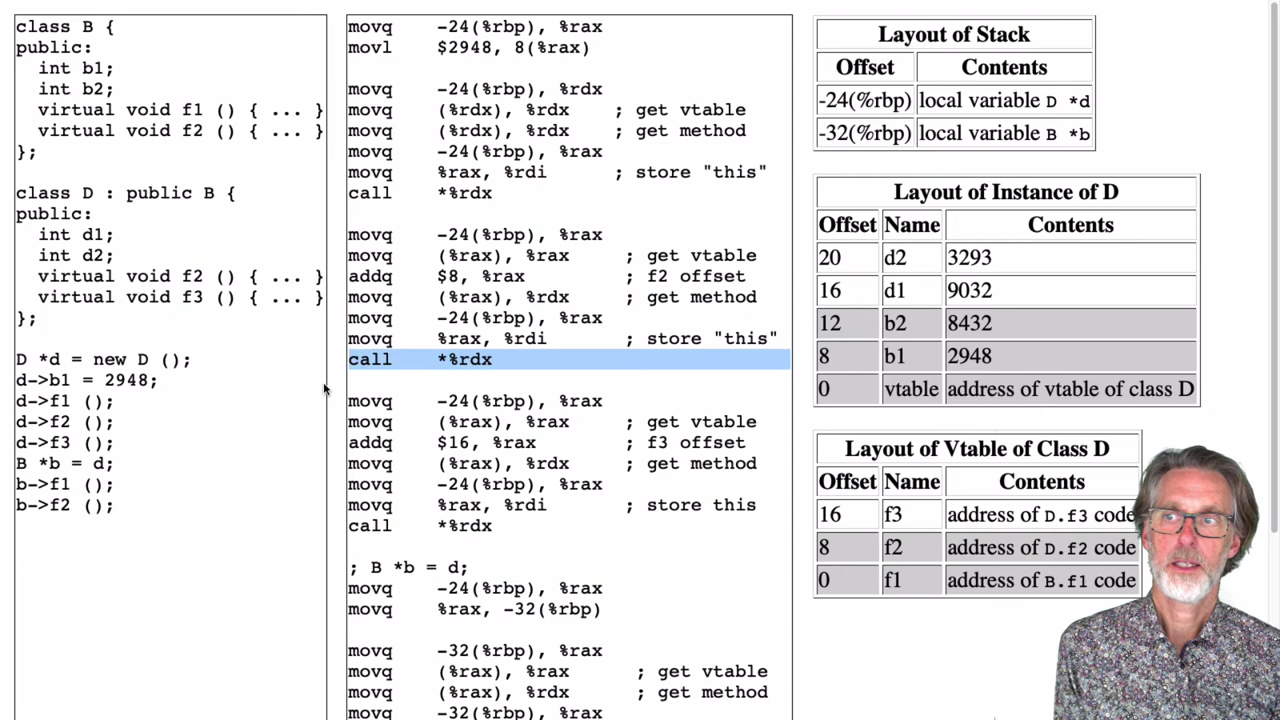 class B {
public:
  int b1;
  int b2;
  virtual void f1 () { ... }
  virtual void f2 () { ... }
};

class D : public B {
public:
  int d1;
  int d2;
  virtual void f2 () { ... }
  virtual void f3 () { ... }
};

D *d = new D ();
d->b1 = 2948;
d->f1 ();
d->f2 ();
d->f3 ();
B *b = d;
b->f1 ();
b->f2 ();

movq    -24(%rbp), %rax
movl    $2948, 8(%rax)

movq    -24(%rbp), %rdx
movq    (%rdx), %rdx    ; get vtable
movq    (%rdx), %rdx    ; get method
movq    -24(%rbp), %rax
movq    %rax, %rdi      ; store "this"
call    *%rdx

movq    -24(%rbp), %rax
movq    (%rax), %rax    ; get vtable
addq    $8, %rax        ; f2 offset
movq    (%rax), %rdx    ; get method
movq    -24(%rbp), %rax
movq    %rax, %rdi      ; store "this"
call    *%rdx

movq    -24(%rbp), %rax
movq    (%rax), %rax    ; get vtable
addq    $16, %rax       ; f3 offset
movq    (%rax), %rdx    ; get method
movq    -24(%rbp), %rax
movq    %rax, %rdi      ; store this
call    *%rdx

; B *b = d;
movq    -24(%rbp), %rax
movq    %rax, -32(%rbp)

movq    -32(%rbp), %rax
movq    (%rax), %rax    ; get vtable
movq    (%rax), %rdx    ; get method
movq    -32(%rbp), %rax

Layout of Stack
Offset Contents
-24(%rbp) local variable D *d
-32(%rbp) local variable B *b

Layout of Instance of D
Offset Name Contents
20 d2 3293
16 d1 9032
12 b2 8432
8 b1 2948
0 vtable address of vtable of class D

Layout of Vtable of Class D
Offset Name Contents
16 f3 address of D.f3 code
8 f2 address of D.f2 code
0 f1 address of B.f1 code